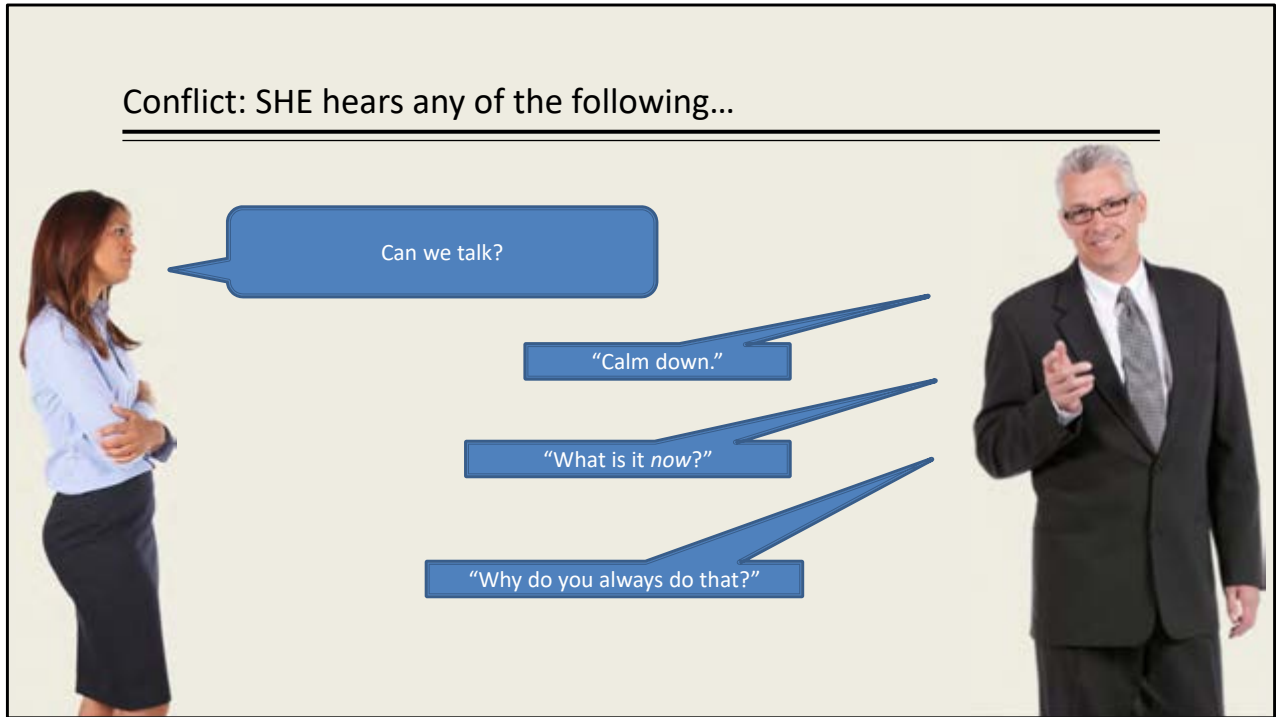 Conflict: SHE hears any of the following…
Can we talk?
“Calm down.”
“What is it now?”
“Why do you always do that?”